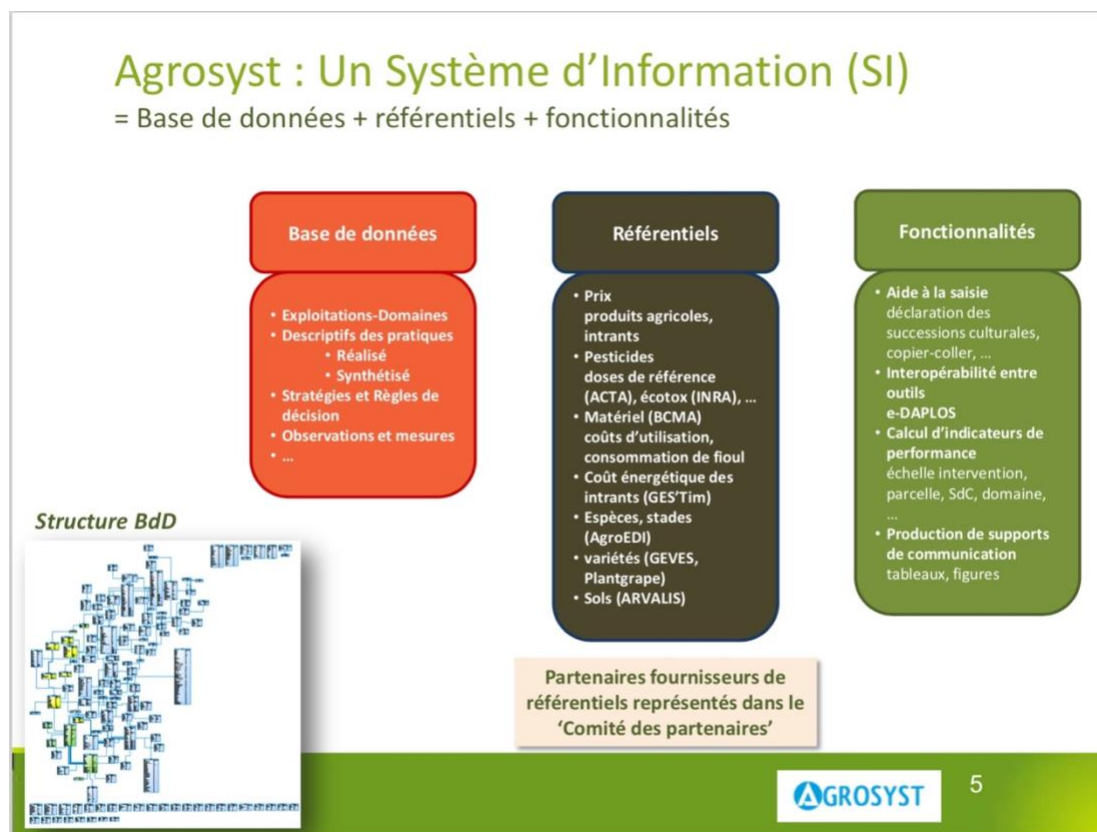 Agrosyst : Un Système d’Information (SI)
= Base de données + référentiels + fonctionnalités
Base de données
• Exploitations-Domaines
• Descriptifs des pratiques
• Réalisé
• Synthétisé
• Stratégies et Règles de
décision
• Observations et mesures
• ...
Référentiels
• Prix
produits agricoles,
intrants
• Pesticides
doses de référence
(ACTA), écotox (INRA), ...
• Matériel (BCMA)
coûts d’utilisation,
consommation de fioul
• Coût énergétique des
intrants (GES’Tim)
• Espèces, stades
(AgroEDI)
• variétés (GEVES,
Plantgrape)
• Sols (ARVALIS)
Fonctionnalités
• Aide à la saisie
déclaration des
successions culturales,
copier-coller, ...
• Interopérabilité entre
outils
e-DAPLOS
• Calcul d’indicateurs de
performance
échelle intervention,
parcelle, SdC, domaine,
...
• Production de supports
de communication
tableaux, figures
Structure BdD
Partenaires fournisseurs de
référentiels représentés dans le
‘Comité des partenaires’
AGROSYST
5